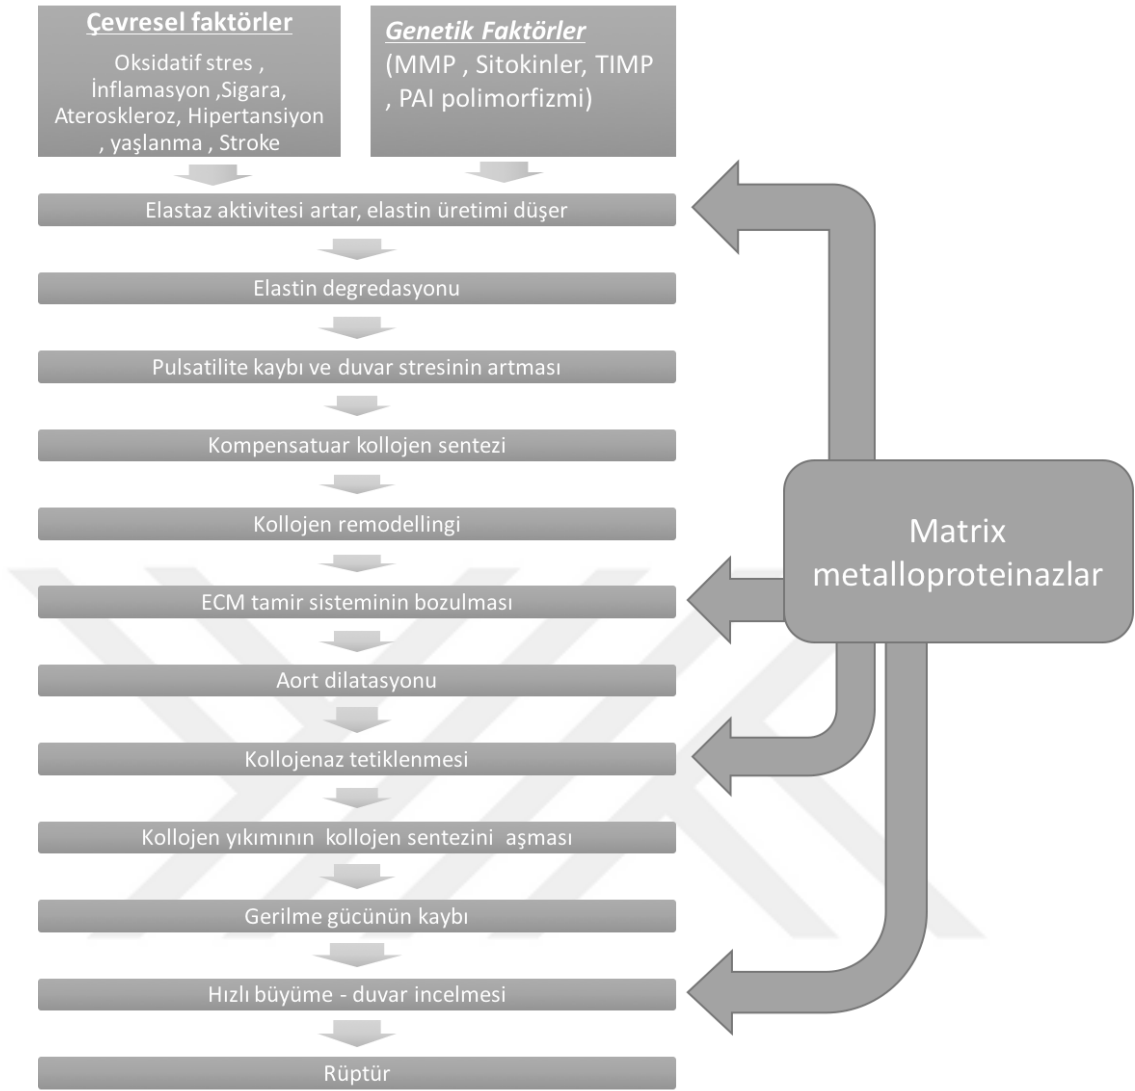 Çevresel faktörler
Oksidatif stres ,
İnflamasyon ,Sigara,
Ateroskleroz, Hipertansiyon
, yaşlanma , Stroke
Genetik Faktörler
(MMP , Sitokinler, TIMP
, PAI polimorfizmi)
Elastaz aktivitesi artar, elastin üretimi düşer
Elastin degredasyonu
Pulsatilite kaybı ve duvar stresinin artması
Kompensatuar kollojen sentezi
Kollojen remodellingi
ECM tamir sisteminin bozulması
Aort dilatasyonu
Kollojenaz tetiklenmesi
Kollojen yıkımının kollojen sentezini aşması
Gerilme gücünün kaybı
Hızlı büyüme - duvar incelmesi
Rüptür
Matrix
metalloproteinazlar